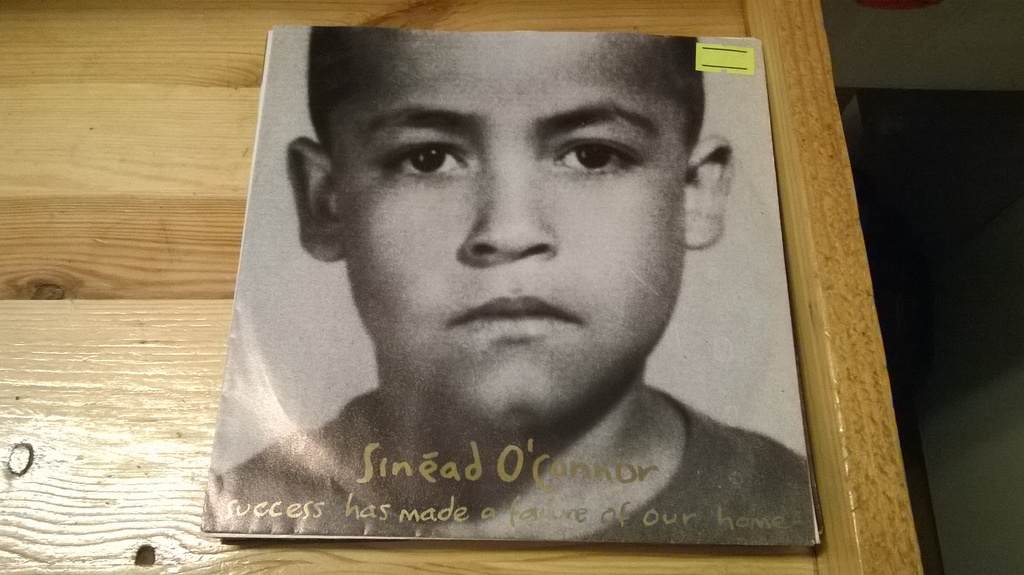 Sinéad O'Connor
success has made a failure of our home